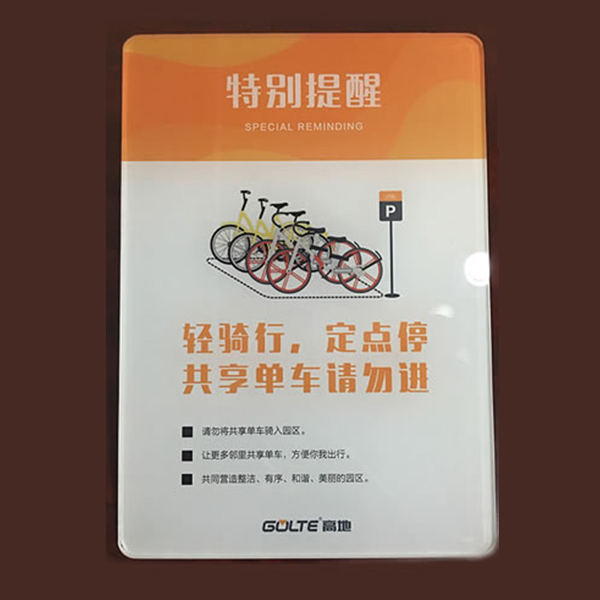 特别提醒
SPECIAL REMINDING
P
轻骑行，定点停
共享单车请勿进
请勿将共享单车骑入园区。
让更多邻里共享单车，方便你我出行。
共同营造整洁、有序、和谐、美丽的园区。
GOLTE®高地